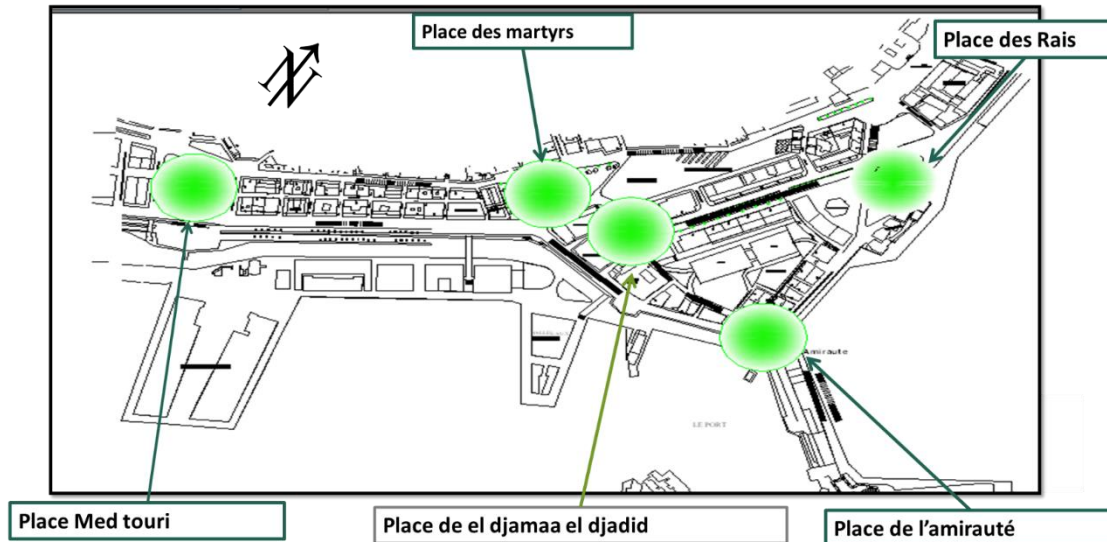 Place des martyrs
Place des Rais
N
Amiraute
LE PORT
Place Med touri
Place de el djamaa el djadid
Place de l'amirauté